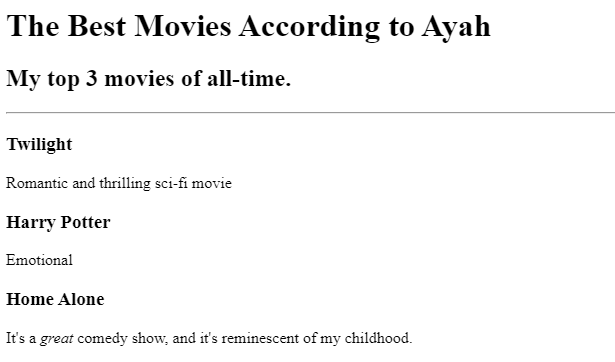 The Best Movies According to Ayah
My top 3 movies of all-time.
Twilight
Romantic and thrilling sci-fi movie
Harry Potter
Emotional
Home Alone
It's a great comedy show, and it's reminescent of my childhood.